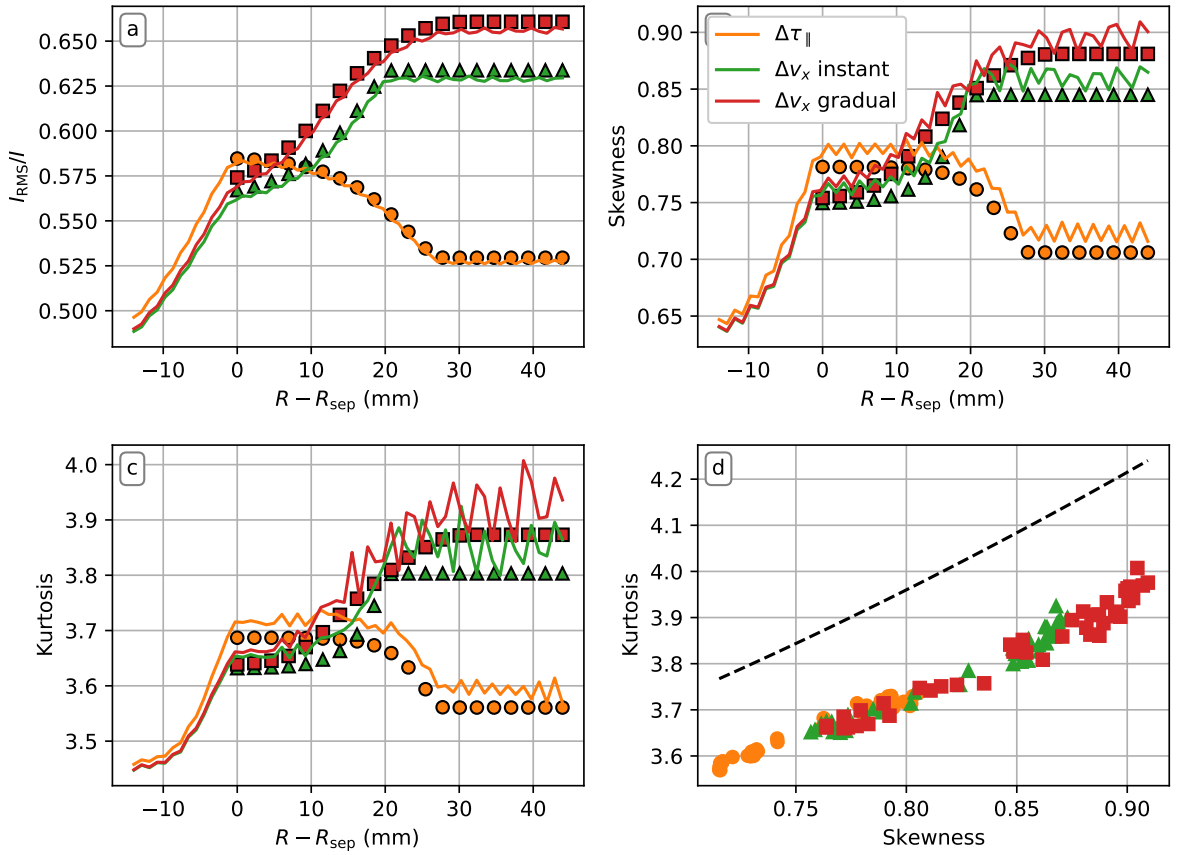 a
0.650
0.625
0.600
0.575
0.550
0.525
0.500
I_RMS/I
−10 0 10 20 30 40
R − R_sep (mm)
0.90
0.85
0.80
0.75
0.70
0.65
Skewness
Δτ_∥
Δv_x instant
Δv_x gradual
−10 0 10 20 30 40
R − R_sep (mm)
c
4.0
3.9
3.8
3.7
3.6
3.5
Kurtosis
−10 0 10 20 30 40
R − R_sep (mm)
d
4.2
4.1
4.0
3.9
3.8
3.7
3.6
Kurtosis
0.75 0.80 0.85 0.90
Skewness